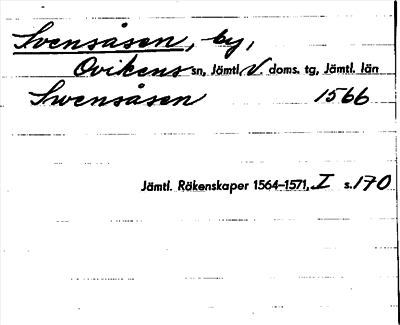 Svensåsen, by,
Ovikens sn, Jämtl. V. doms. tg, Jämtl. län
Swensåsen 1566
Jämtl. Räkenskaper 1564–1571, I s. 170